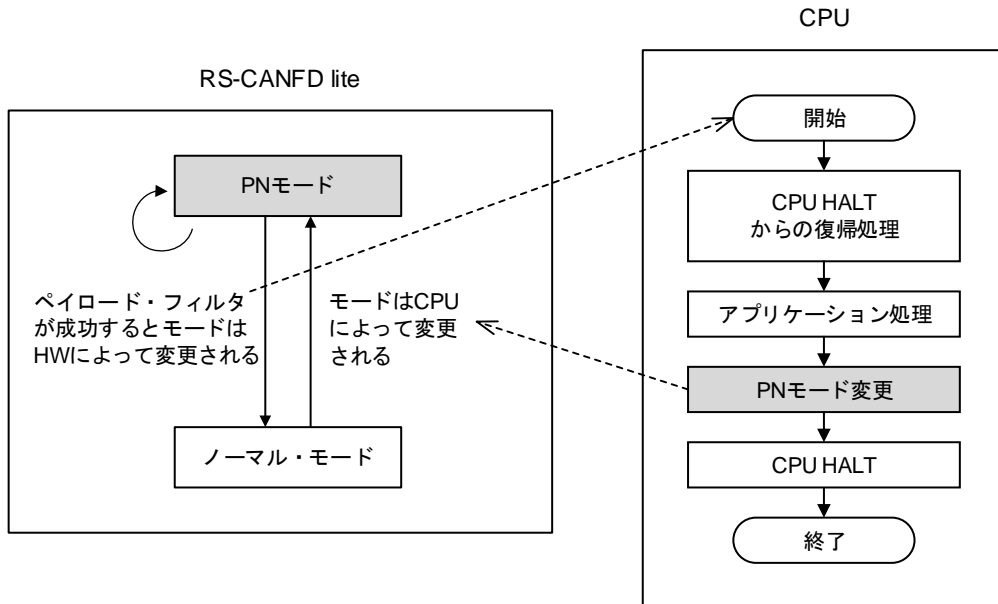 RS-CANFD lite
PNモード
ペイロード・フィルタ
が成功するとモードは
HWによって変更される
モードはCPU
によって変更
される
ノーマル・モード
CPU
開始
CPU HALT
からの復帰処理
アプリケーション処理
PNモード変更
CPU HALT
終了